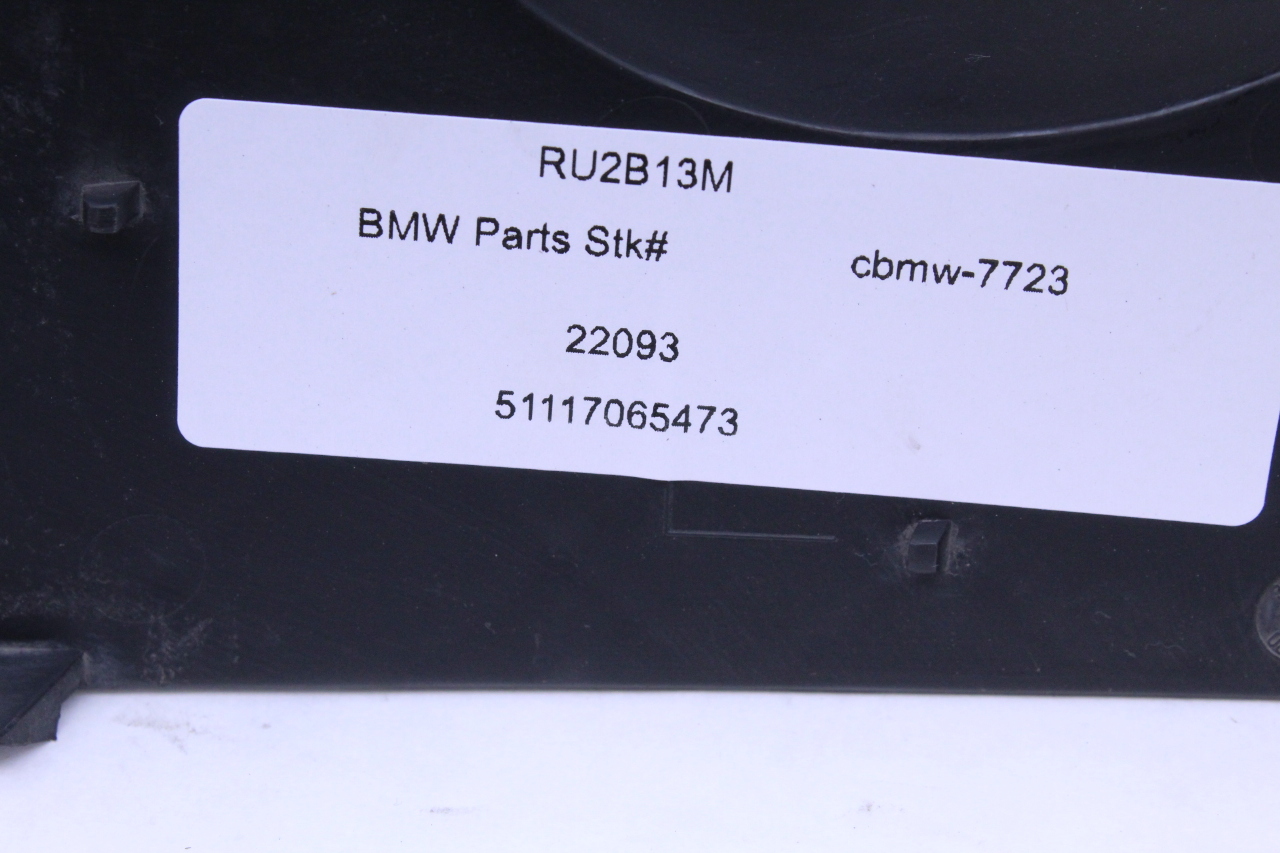 RU2B13M
BMW Parts Stk# cbmw-7723
22093
51117065473